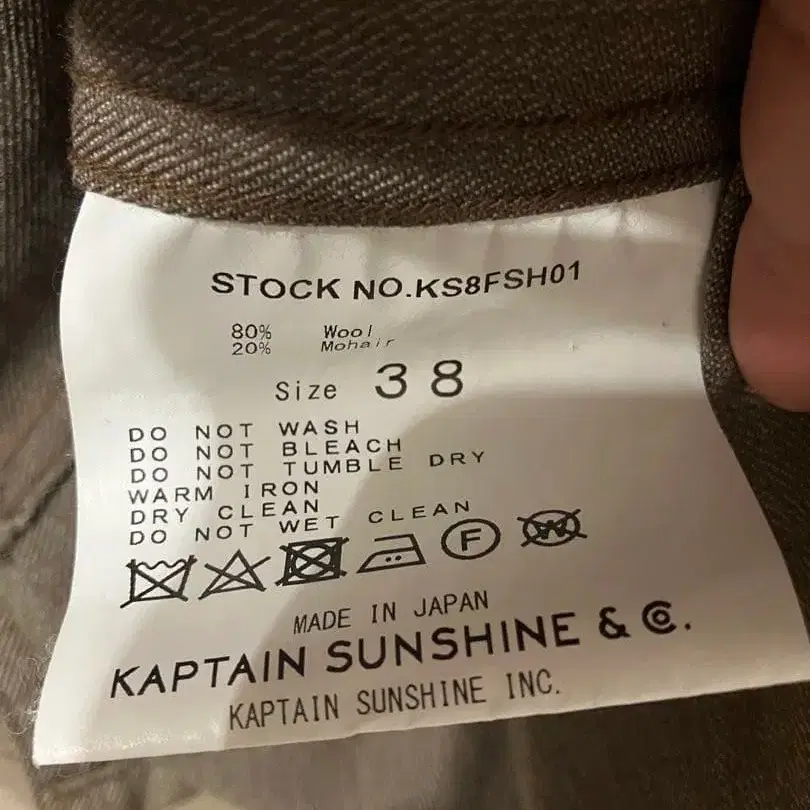 STOCK NO.KS8FSH01
80% Wool
20% Mohair
Size 38
DO NOT WASH
DO NOT BLEACH
DO NOT TUMBLE DRY
WARM IRON
DRY CLEAN
DO NOT WET CLEAN
F W
MADE IN JAPAN
KAPTAIN SUNSHINE & Co.
KAPTAIN SUNSHINE INC.